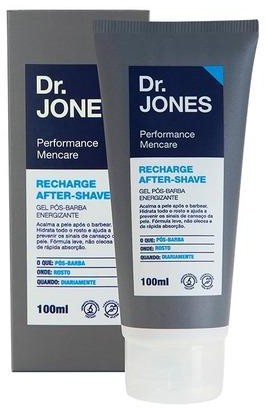 Dr.
JONES
Performance
Mencare
RECHARGE
AFTER-SHAVE
GEL PÓS-BARBA
ENERGIZANTE
Acalma a pele após o barbear.
Hidrata todo o rosto e ajuda a
prevenir os sinais de cansaço da
pele. Fórmula leve, não oleosa e
de rápida absorção.
O QUE: PÓS-BARBA
ONDE: ROSTO
QUANDO: DIARIAMENTE
100ml
Dr.
JONES
Performance
Mencare
RECHARGE
AFTER-SHAVE
GEL PÓS-BARBA
ENERGIZANTE
Acalma a pele após o barbear.
Hidrata todo o rosto e ajuda a
prevenir os sinais de cansaço da
pele. Fórmula leve, não oleosa e
de rápida absorção.
O QUE: PÓS-BARBA
ONDE: ROSTO
QUANDO: DIARIAMENTE
100ml